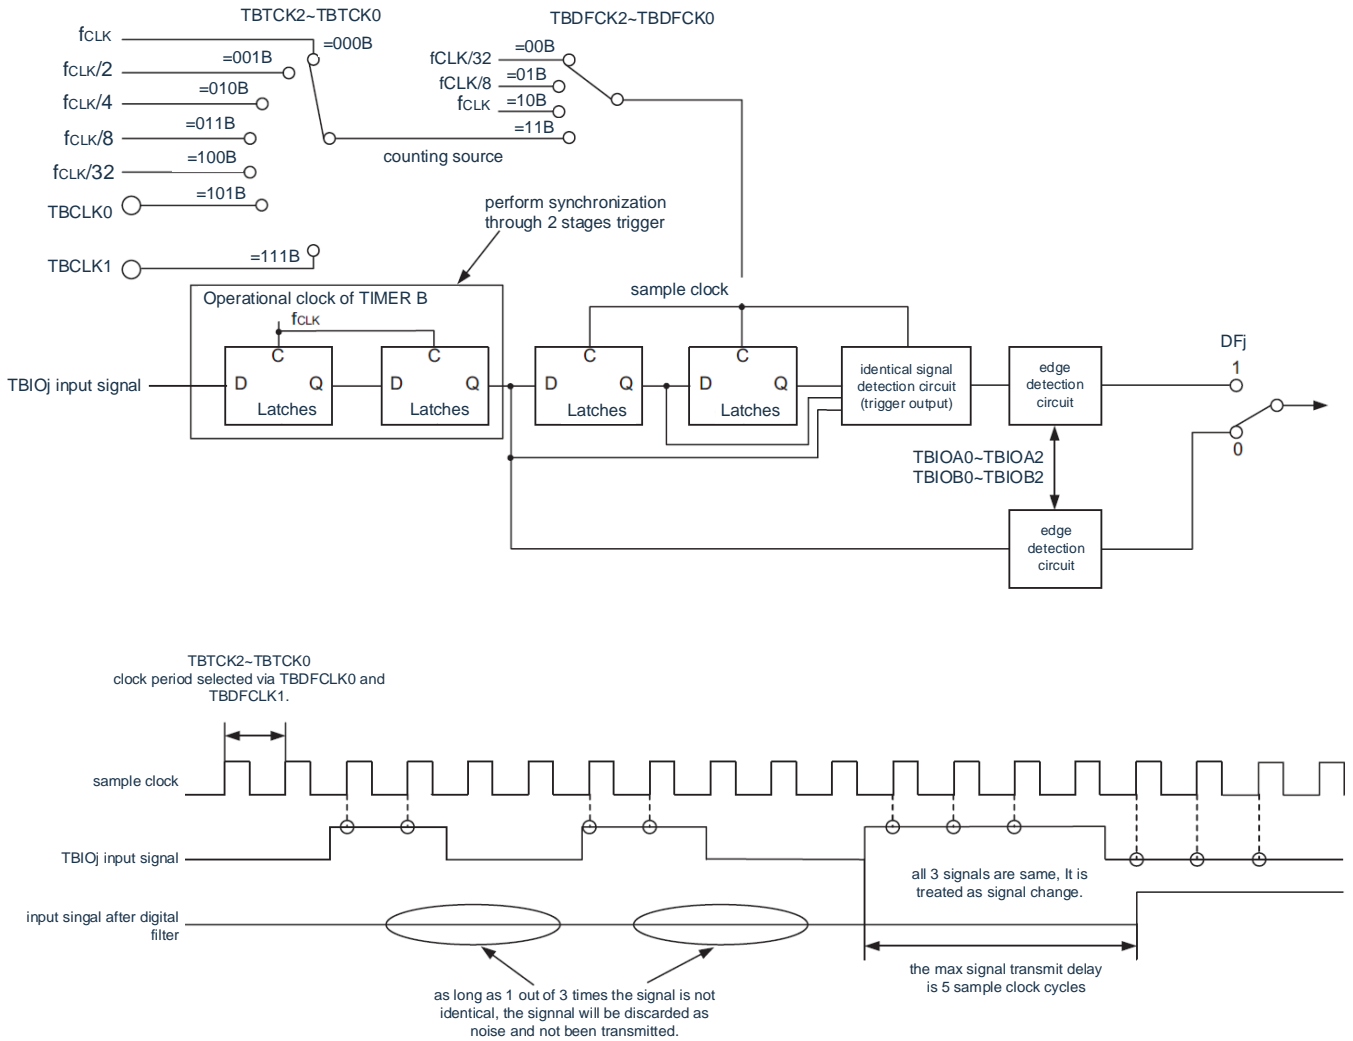 TBTCK2~TBTCK0
TBDFCK2~TBDFCK0
fCLK
=000B
fCLK/2
=001B
fCLK/4
=010B
fCLK/8
=011B
fCLK/32
=100B
TBCLK0
=101B
TBCLK1
=111B
fCLK/32
=00B
fCLK/8
=01B
fCLK
=10B
=11B
counting source
perform synchronization
through 2 stages trigger
Operational clock of TIMER B
fCLK
sample clock
TBIOj input signal
C
D
Q
Latches
C
D
Q
Latches
C
D
Q
Latches
C
D
Q
Latches
identical signal
detection circuit
(trigger output)
edge
detection
circuit
DFj
1
0
TBIOA0~TBIOA2
TBIOB0~TBIOB2
edge
detection
circuit
TBTCK2~TBTCK0
clock period selected via TBDFCLK0 and
TBDFCLK1.
sample clock
TBIOj input signal
all 3 signals are same, It is
treated as signal change.
input singal after digital
filter
the max signal transmit delay
is 5 sample clock cycles
as long as 1 out of 3 times the signal is not
identical, the signnal will be discarded as
noise and not been transmitted.